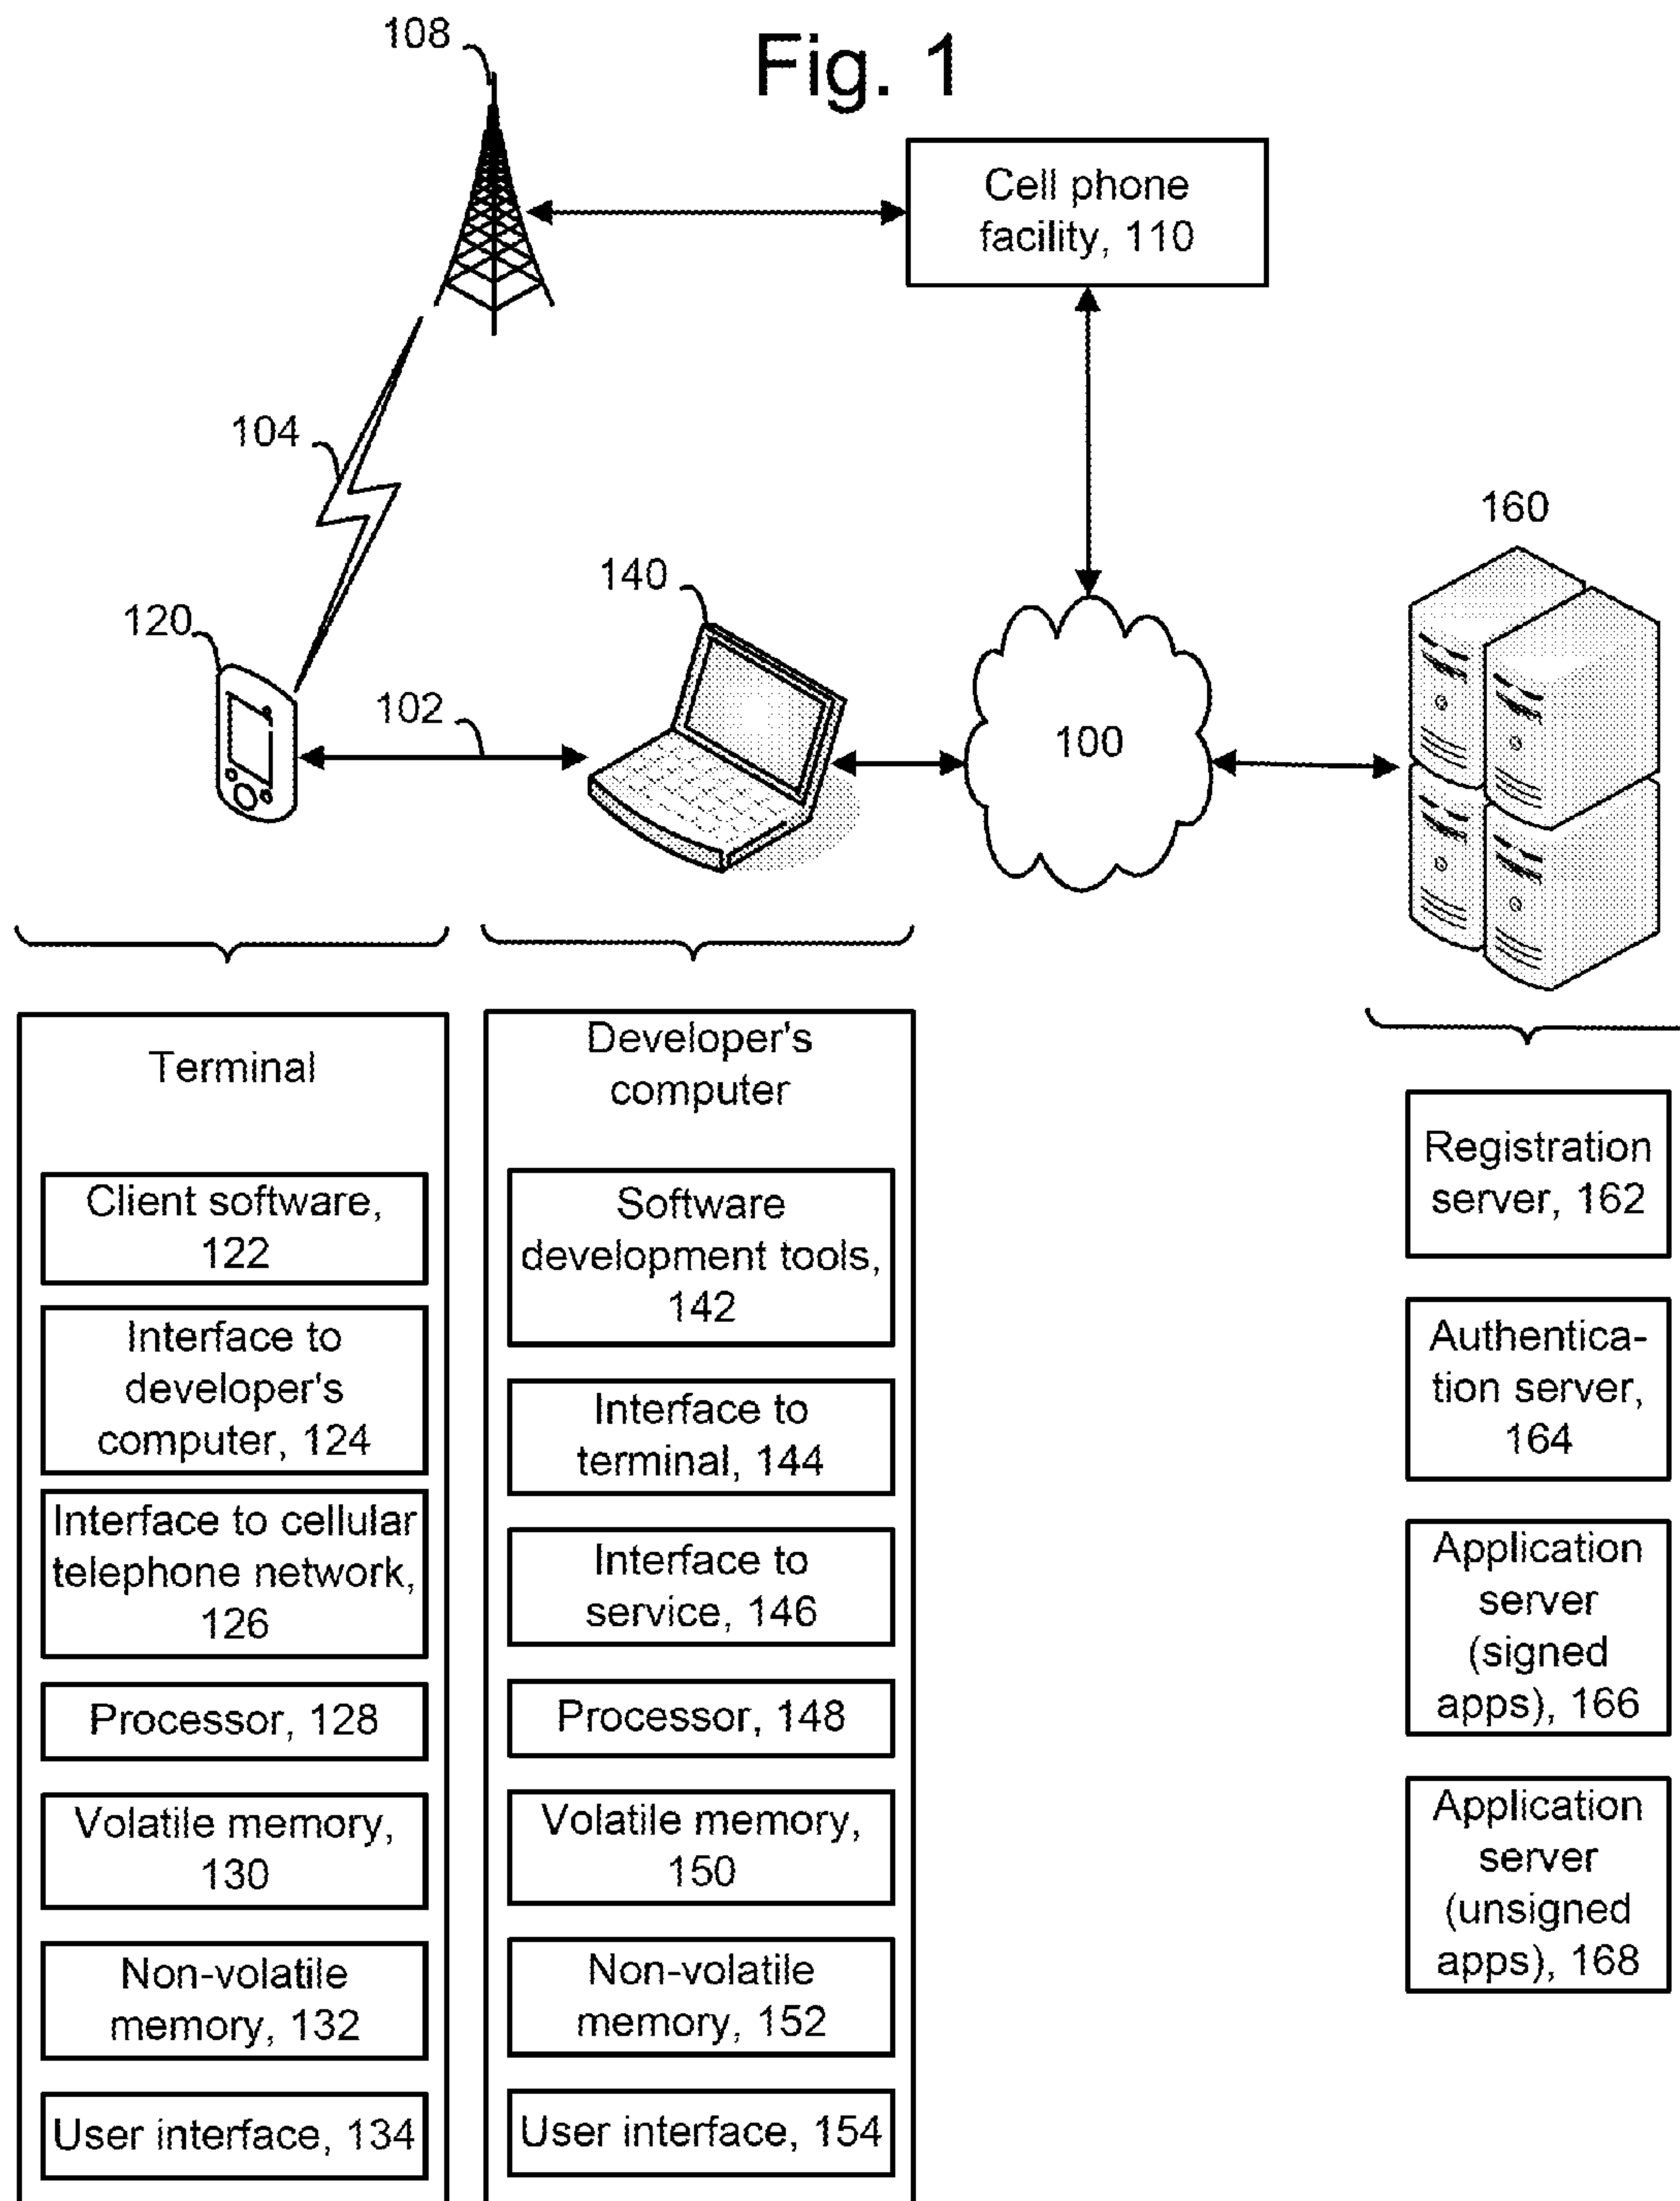 108
Fig. 1
Cell phone
facility, 110
104
160
140
120
102
100
Terminal
Client software,
122
Interface to
developer's
computer, 124
Interface to cellular
telephone network,
126
Processor, 128
Volatile memory,
130
Non-volatile
memory, 132
User interface, 134
Developer's
computer
Software
development tools,
142
Interface to
terminal, 144
Interface to
service, 146
Processor, 148
Volatile memory,
150
Non-volatile
memory, 152
User interface, 154
Registration
server, 162
Authentica-
tion server,
164
Application
server
(signed
apps), 166
Application
server
(unsigned
apps), 168